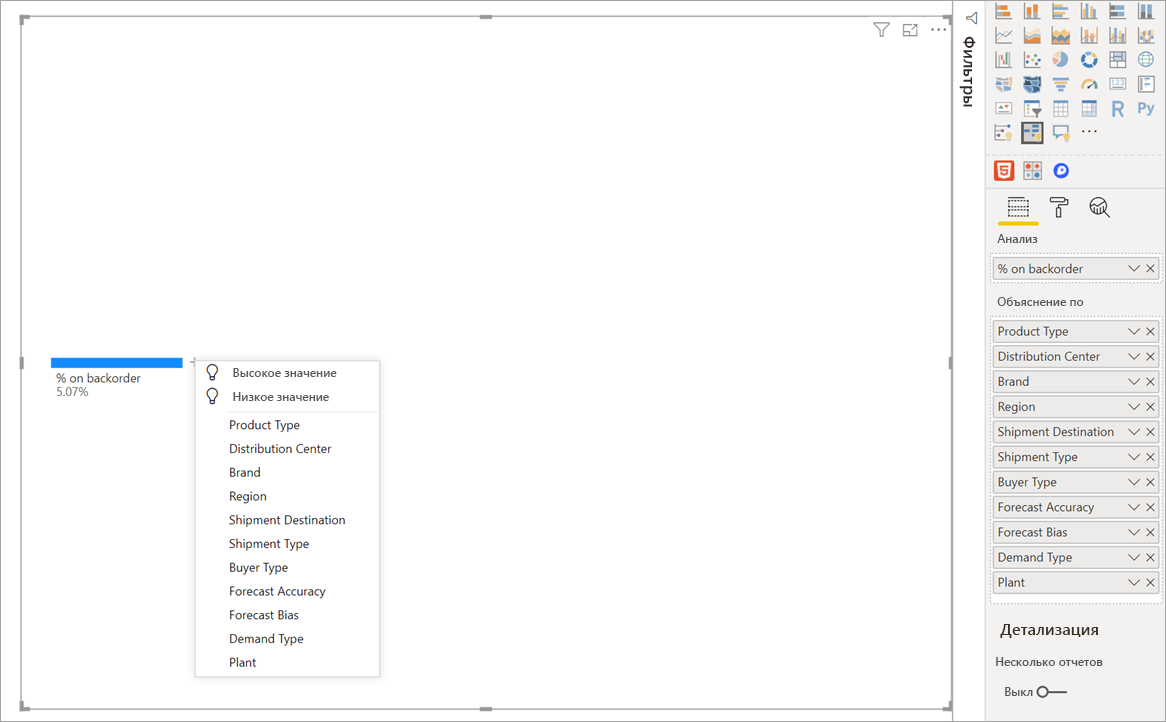 % on backorder
5.07%
Высокое значение
Низкое значение
Product Type
Distribution Center
Brand
Region
Shipment Destination
Shipment Type
Buyer Type
Forecast Accuracy
Forecast Bias
Demand Type
Plant
Фильтры
123
R
Py
5
Анализ
% on backorder
Объяснение по
Product Type
Distribution Center
Brand
Region
Shipment Destination
Shipment Type
Buyer Type
Forecast Accuracy
Forecast Bias
Demand Type
Plant
Детализация
Несколько отчетов
Выкл